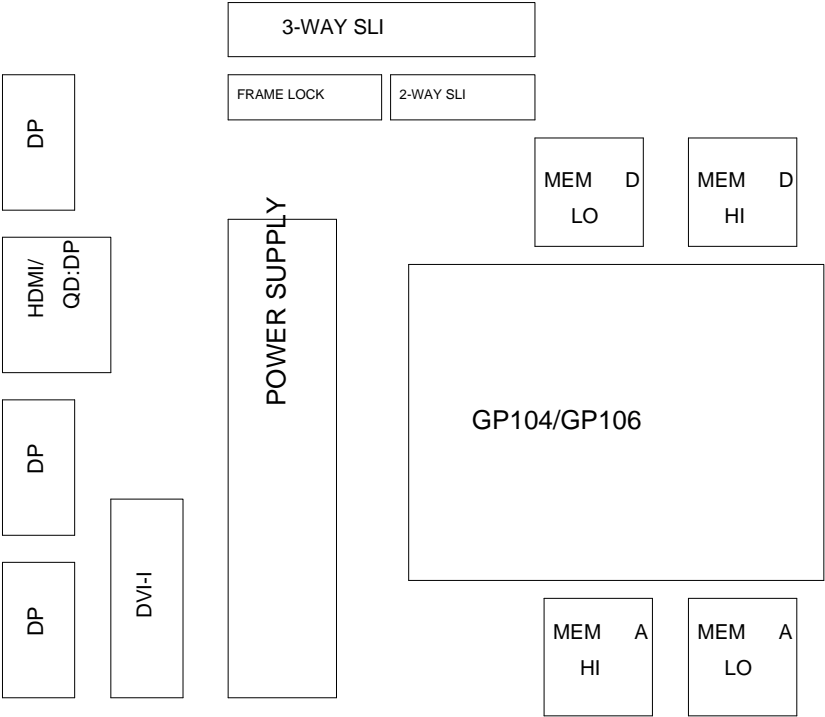 3-WAY SLI
FRAME LOCK
2-WAY SLI
DP
MEM D
LO
MEM D
HI
HDMI/
QD:DP
POWER SUPPLY
GP104/GP106
DP
DVI-I
DP
MEM A
HI
MEM A
LO